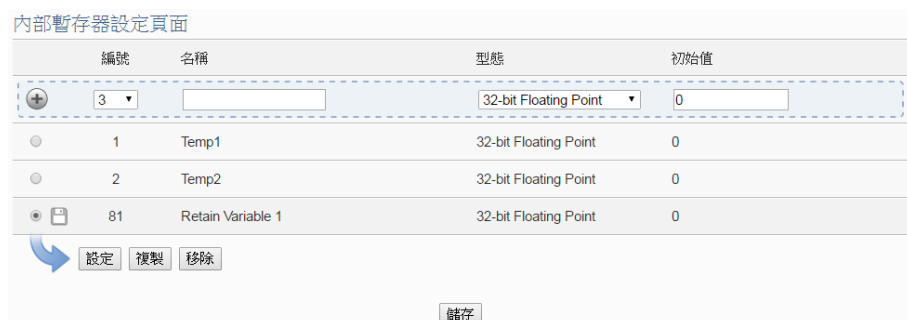 內部暫存器設定頁面
編號 名稱 型態 初始值
3 32-bit Floating Point 0
1 Temp1 32-bit Floating Point 0
2 Temp2 32-bit Floating Point 0
81 Retain Variable 1 32-bit Floating Point 0
設定 複製 移除
儲存